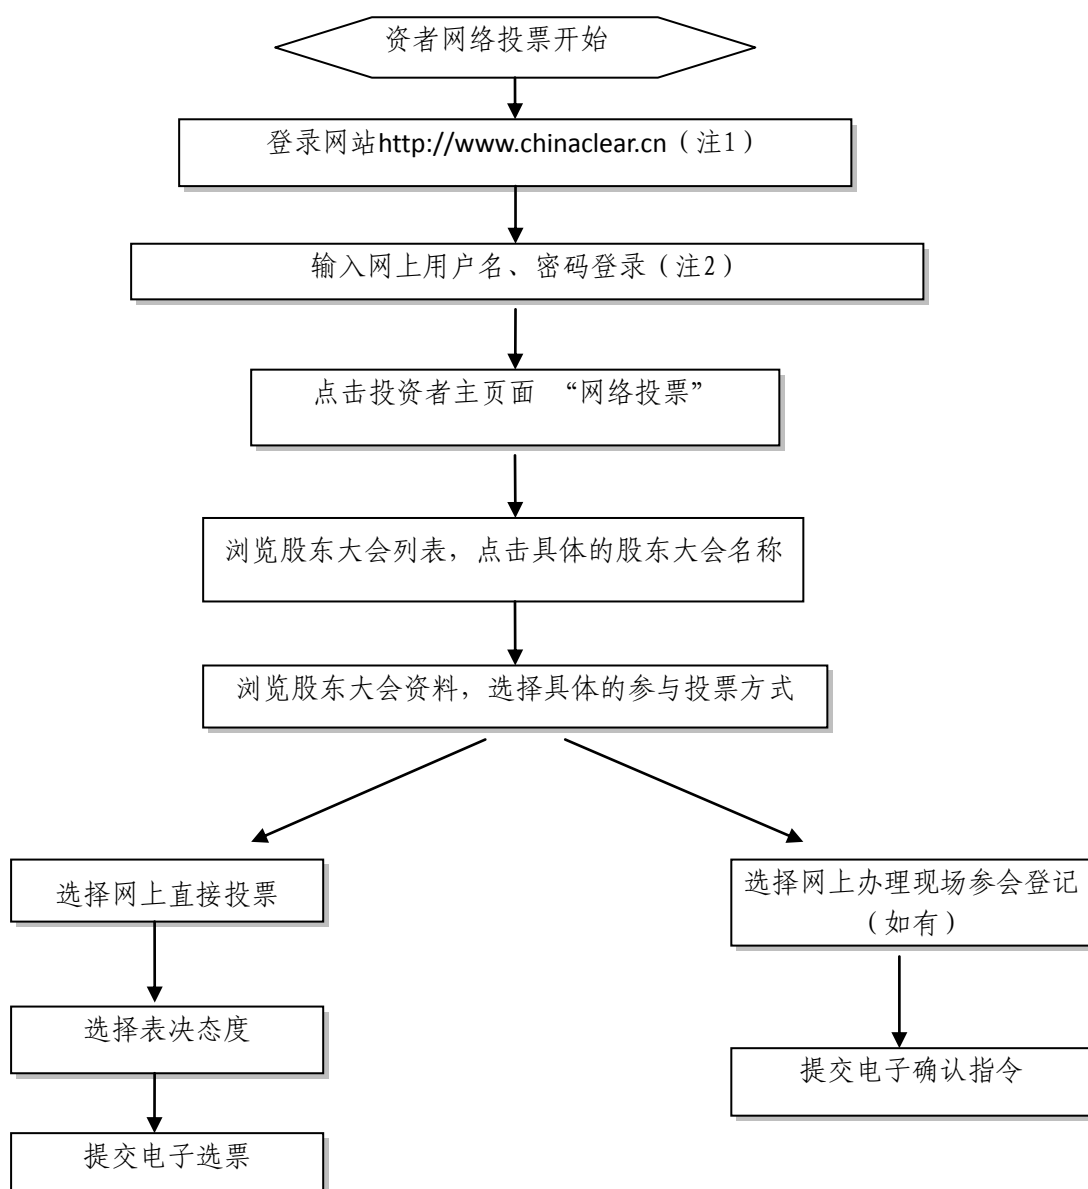 资者网络投票开始
登录网站http://www.chinaclear.cn（注1）
输入网上用户名、密码登录（注2）
点击投资者主页面 “网络投票”
浏览股东大会列表，点击具体的股东大会名称
浏览股东大会资料，选择具体的参与投票方式
选择网上直接投票
选择表决态度
提交电子选票
选择网上办理现场参会登记
（如有）
提交电子确认指令